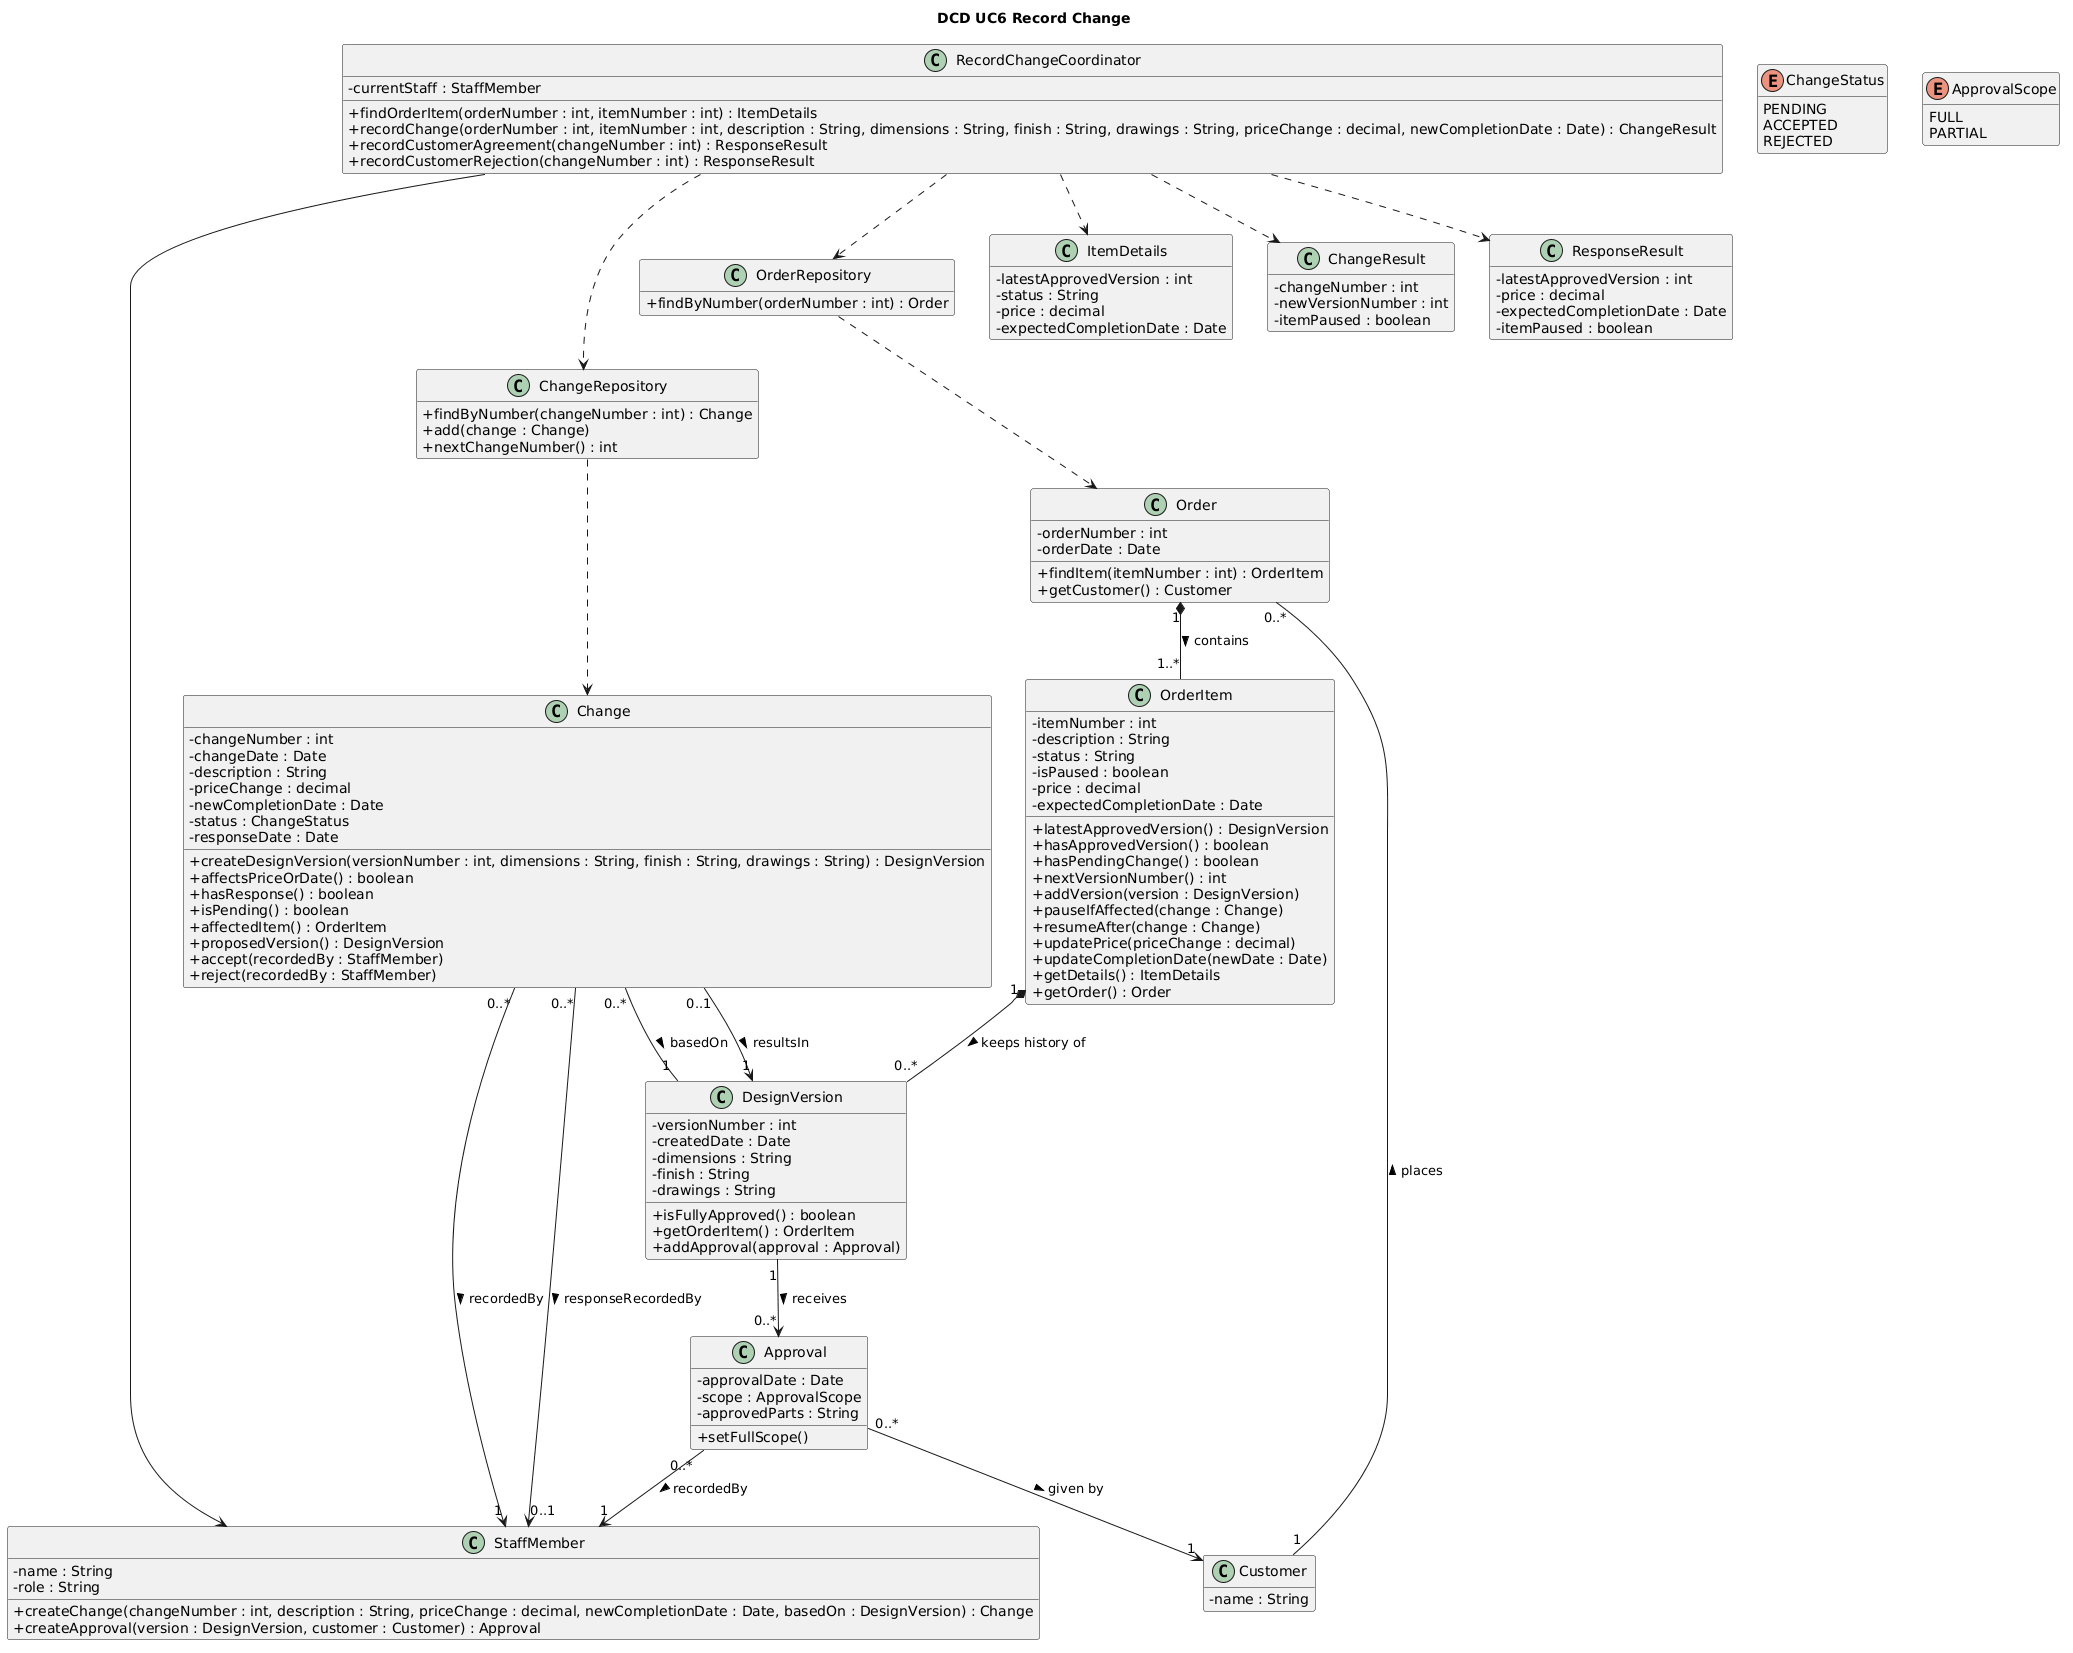 DCD UC6 Record Change
C RecordChangeCoordinator
-currentStaff : StaffMember
+findOrderItem(orderNumber : int, itemNumber : int) : ItemDetails
+recordChange(orderNumber : int, itemNumber : int, description : String, dimensions : String, finish : String, drawings : String, priceChange : decimal, newCompletionDate : Date) : ChangeResult
+recordCustomerAgreement(changeNumber : int) : ResponseResult
+recordCustomerRejection(changeNumber : int) : ResponseResult
E ChangeStatus
PENDING
ACCEPTED
REJECTED
E ApprovalScope
FULL
PARTIAL
C OrderRepository
+findByNumber(orderNumber : int) : Order
C ItemDetails
-latestApprovedVersion : int
-status : String
-price : decimal
-expectedCompletionDate : Date
C ChangeResult
-changeNumber : int
-newVersionNumber : int
-itemPaused : boolean
C ResponseResult
-latestApprovedVersion : int
-price : decimal
-expectedCompletionDate : Date
-itemPaused : boolean
C ChangeRepository
+findByNumber(changeNumber : int) : Change
+add(change : Change)
+nextChangeNumber() : int
C Order
-orderNumber : int
-orderDate : Date
+findItem(itemNumber : int) : OrderItem
+getCustomer() : Customer
1
0..*
contains
1..*
C Change
-changeNumber : int
-changeDate : Date
-description : String
-priceChange : decimal
-newCompletionDate : Date
-status : ChangeStatus
-responseDate : Date
+createDesignVersion(versionNumber : int, dimensions : String, finish : String, drawings : String) : DesignVersion
+affectsPriceOrDate() : boolean
+hasResponse() : boolean
+isPending() : boolean
+affectedItem() : OrderItem
+proposedVersion() : DesignVersion
+accept(recordedBy : StaffMember)
+reject(recordedBy : StaffMember)
C OrderItem
-itemNumber : int
-description : String
-status : String
-isPaused : boolean
-price : decimal
-expectedCompletionDate : Date
+latestApprovedVersion() : DesignVersion
+hasApprovedVersion() : boolean
+hasPendingChange() : boolean
+nextVersionNumber() : int
+addVersion(version : DesignVersion)
+pauseIfAffected(change : Change)
+resumeAfter(change : Change)
+updatePrice(priceChange : decimal)
+updateCompletionDate(newDate : Date)
+getDetails() : ItemDetails
+getOrder() : Order
0..*
0..*
0..*
0..1
1
basedOn
resultsIn
keeps history of
1
1
0..*
C DesignVersion
-versionNumber : int
-createdDate : Date
-dimensions : String
-finish : String
-drawings : String
+isFullyApproved() : boolean
+getOrderItem() : OrderItem
+addApproval(approval : Approval)
places
1
recordedBy
responseRecordedBy
receives
0..*
C Approval
-approvalDate : Date
-scope : ApprovalScope
-approvedParts : String
+setFullScope()
0..*
0..*
recordedBy
given by
1
0..1
1
1
1
C StaffMember
-name : String
-role : String
+createChange(changeNumber : int, description : String, priceChange : decimal, newCompletionDate : Date, basedOn : DesignVersion) : Change
+createApproval(version : DesignVersion, customer : Customer) : Approval
C Customer
-name : String